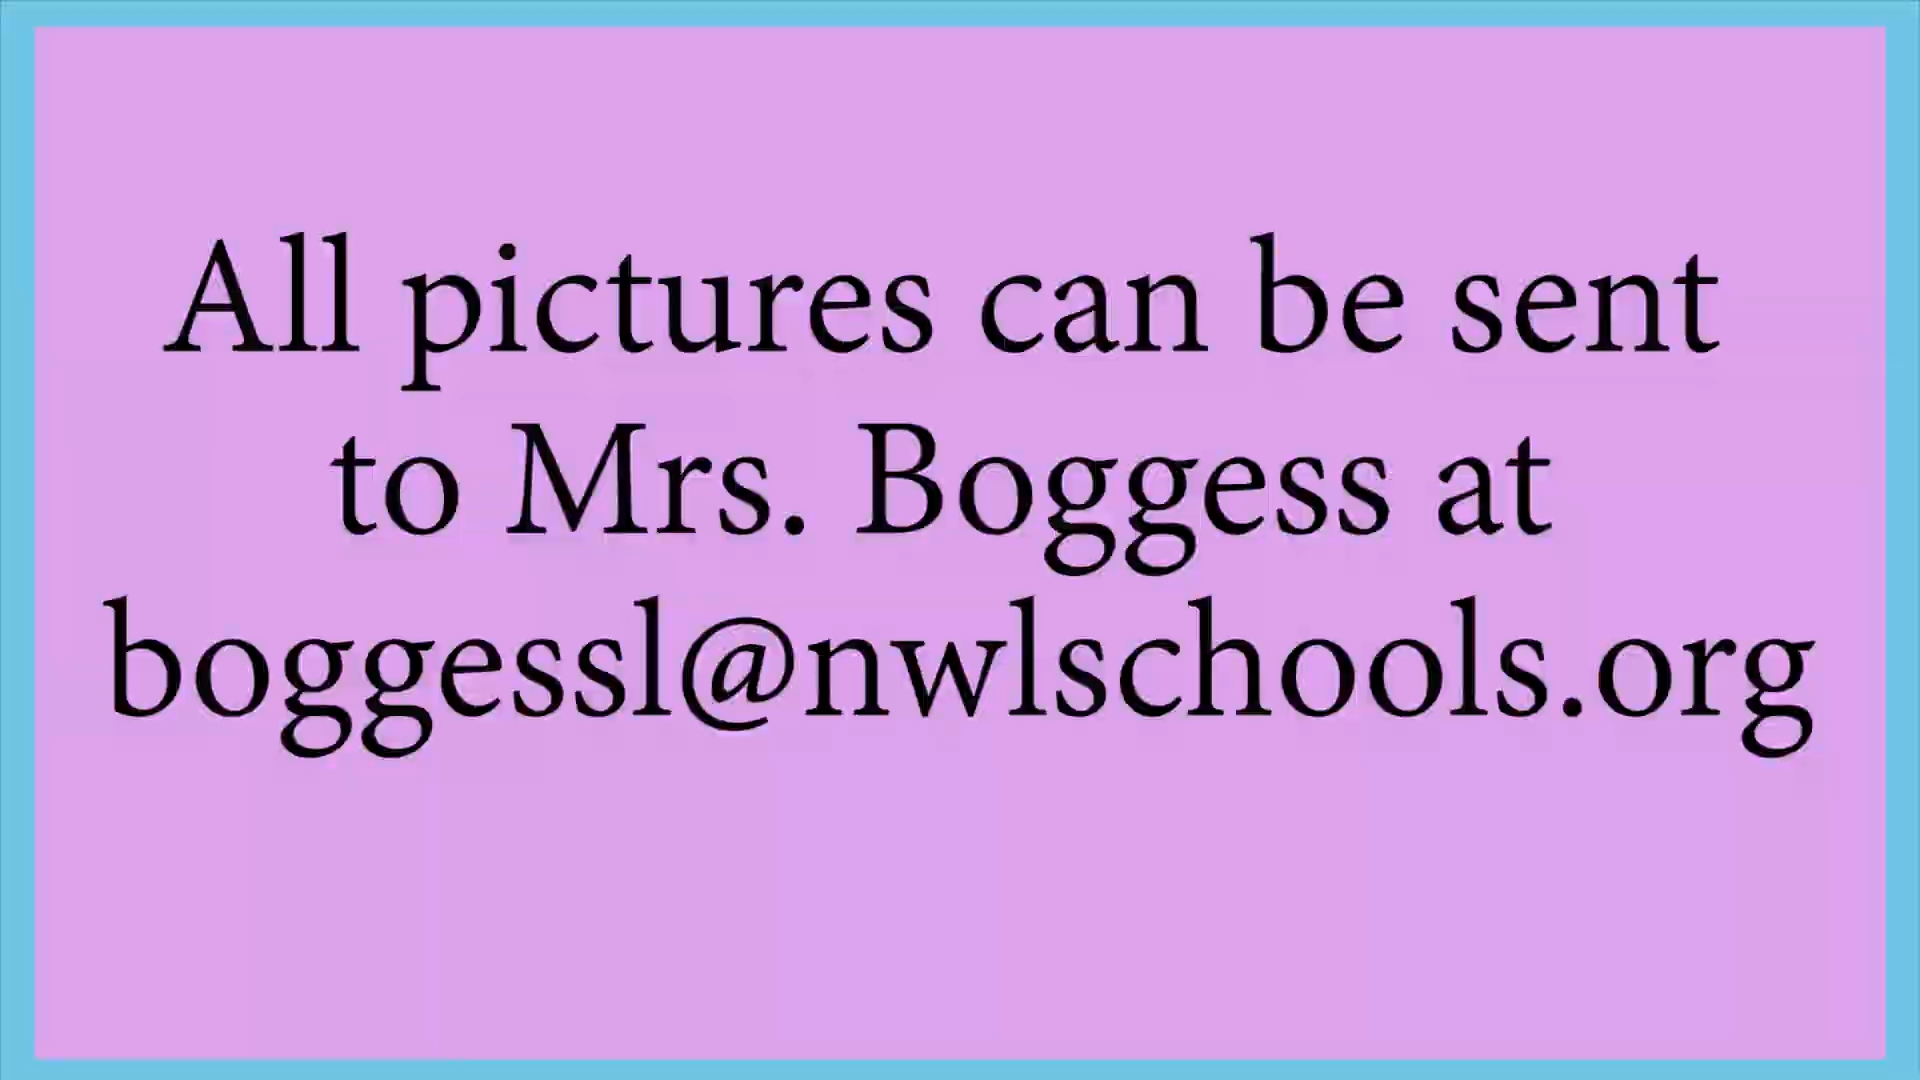 All pictures can be sent
to Mrs. Boggess at
boggessl@nwlschools.org